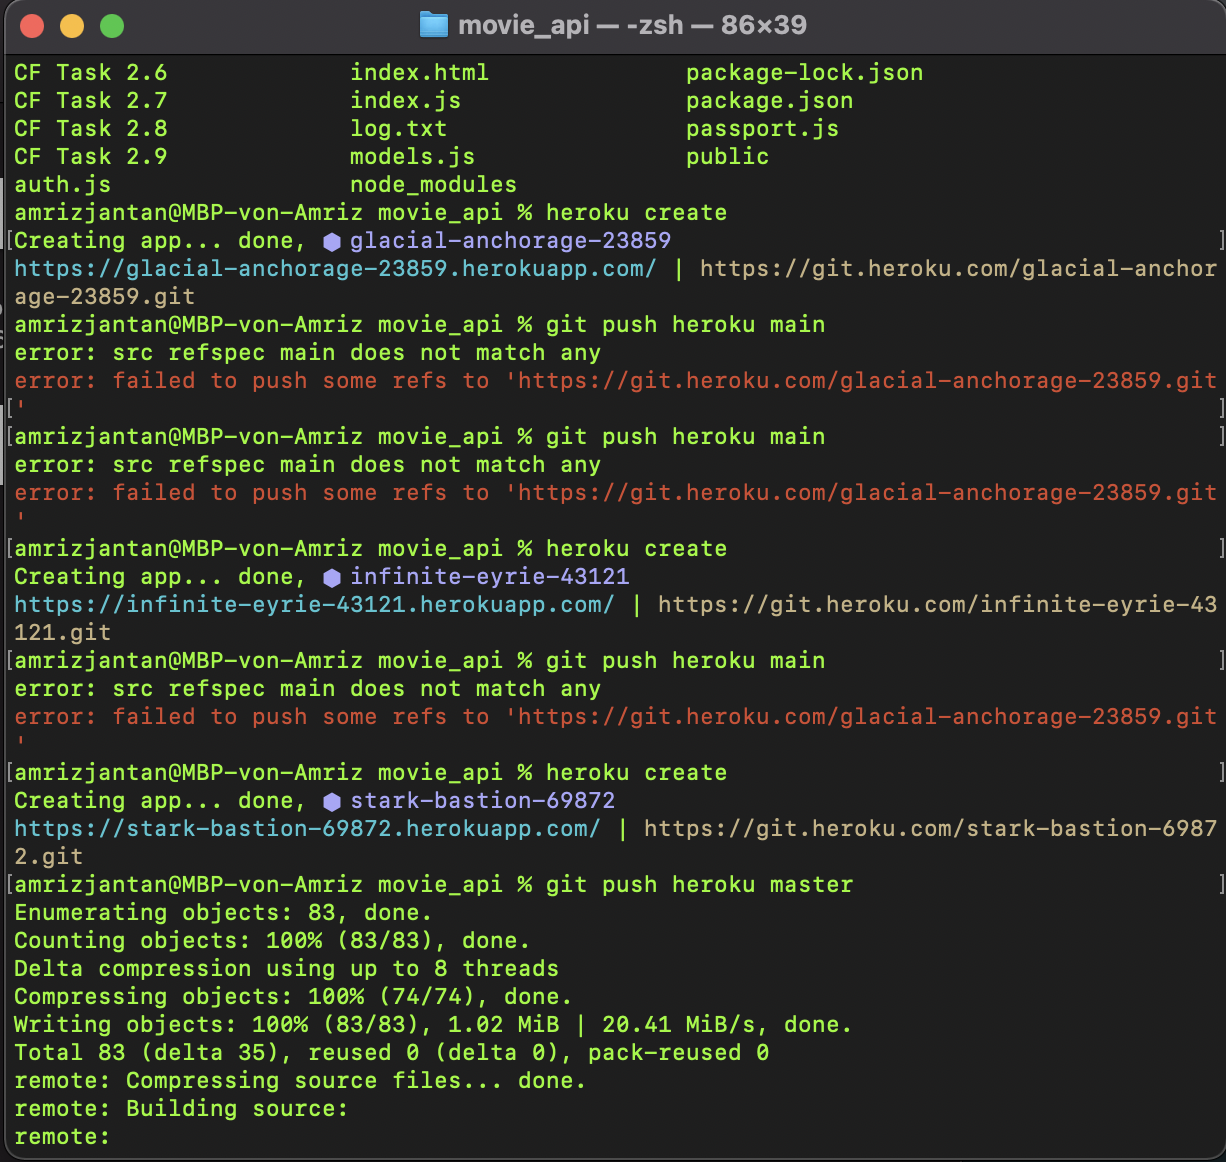 movie_api — -zsh — 86×39
CF Task 2.6             index.html              package-lock.json
CF Task 2.7             index.js                package.json
CF Task 2.8             log.txt                 passport.js
CF Task 2.9             models.js               public
auth.js                 node_modules
amrizjantan@MBP-von-Amriz movie_api % heroku create
[Creating app... done, ⬢ glacial-anchorage-23859 ]
https://glacial-anchorage-23859.herokuapp.com/ | https://git.heroku.com/glacial-anchor
age-23859.git
amrizjantan@MBP-von-Amriz movie_api % git push heroku main
error: src refspec main does not match any
error: failed to push some refs to 'https://git.heroku.com/glacial-anchorage-23859.git
[' ]
[amrizjantan@MBP-von-Amriz movie_api % git push heroku main ]
error: src refspec main does not match any
error: failed to push some refs to 'https://git.heroku.com/glacial-anchorage-23859.git
'
[amrizjantan@MBP-von-Amriz movie_api % heroku create ]
Creating app... done, ⬢ infinite-eyrie-43121
https://infinite-eyrie-43121.herokuapp.com/ | https://git.heroku.com/infinite-eyrie-43
121.git
[amrizjantan@MBP-von-Amriz movie_api % git push heroku main ]
error: src refspec main does not match any
error: failed to push some refs to 'https://git.heroku.com/glacial-anchorage-23859.git
'
[amrizjantan@MBP-von-Amriz movie_api % heroku create ]
Creating app... done, ⬢ stark-bastion-69872
https://stark-bastion-69872.herokuapp.com/ | https://git.heroku.com/stark-bastion-6987
2.git
[amrizjantan@MBP-von-Amriz movie_api % git push heroku master ]
Enumerating objects: 83, done.
Counting objects: 100% (83/83), done.
Delta compression using up to 8 threads
Compressing objects: 100% (74/74), done.
Writing objects: 100% (83/83), 1.02 MiB | 20.41 MiB/s, done.
Total 83 (delta 35), reused 0 (delta 0), pack-reused 0
remote: Compressing source files... done.
remote: Building source:
remote: